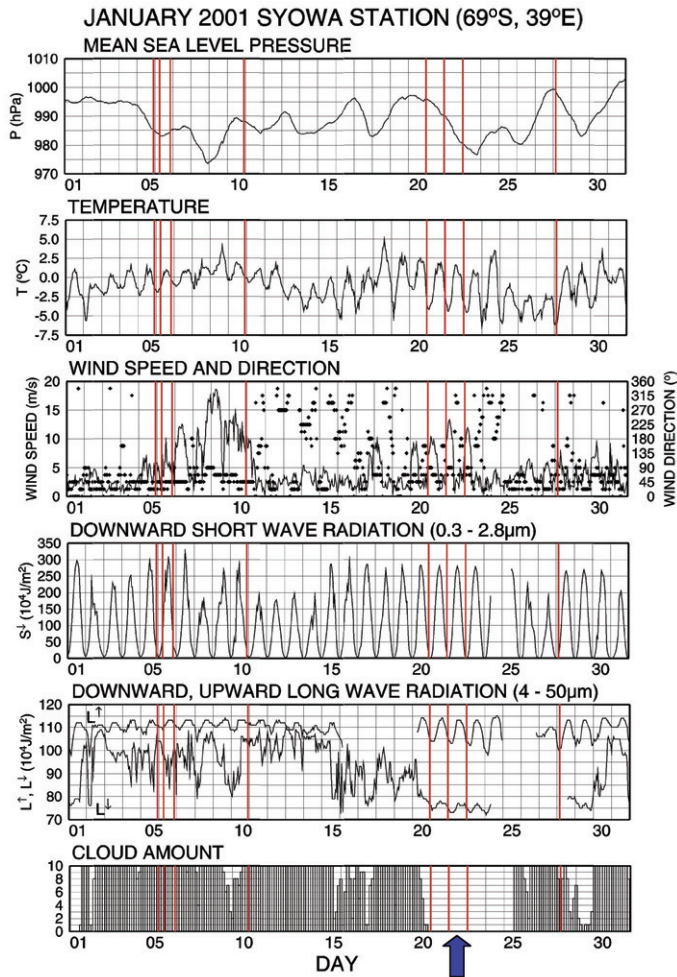 JANUARY 2001 SYOWA STATION (69°S, 39°E)
MEAN SEA LEVEL PRESSURE
P (hPa)
1010
1000
990
980
970
01 05 10 15 20 25 30
TEMPERATURE
T (°C)
7.5
5.0
2.5
0.0
-2.5
-5.0
-7.5
01 05 10 15 20 25 30
WIND SPEED AND DIRECTION
WIND SPEED (m/s)
20
15
10
5
0
360
315
270
225
180
135
90
45
0
WIND DIRECTION (°)
01 05 10 15 20 25 30
DOWNWARD SHORT WAVE RADIATION (0.3 - 2.8µm)
S↓ (10⁴J/m²)
350
300
250
200
150
100
50
0
01 05 10 15 20 25 30
DOWNWARD, UPWARD LONG WAVE RADIATION (4 - 50µm)
L↑, L↓ (10⁴J/m²)
120
110
100
90
80
70
L↑
L↓
01 05 10 15 20 25 30
CLOUD AMOUNT
10
8
6
4
2
0
01 05 10 15 20 25 30
DAY